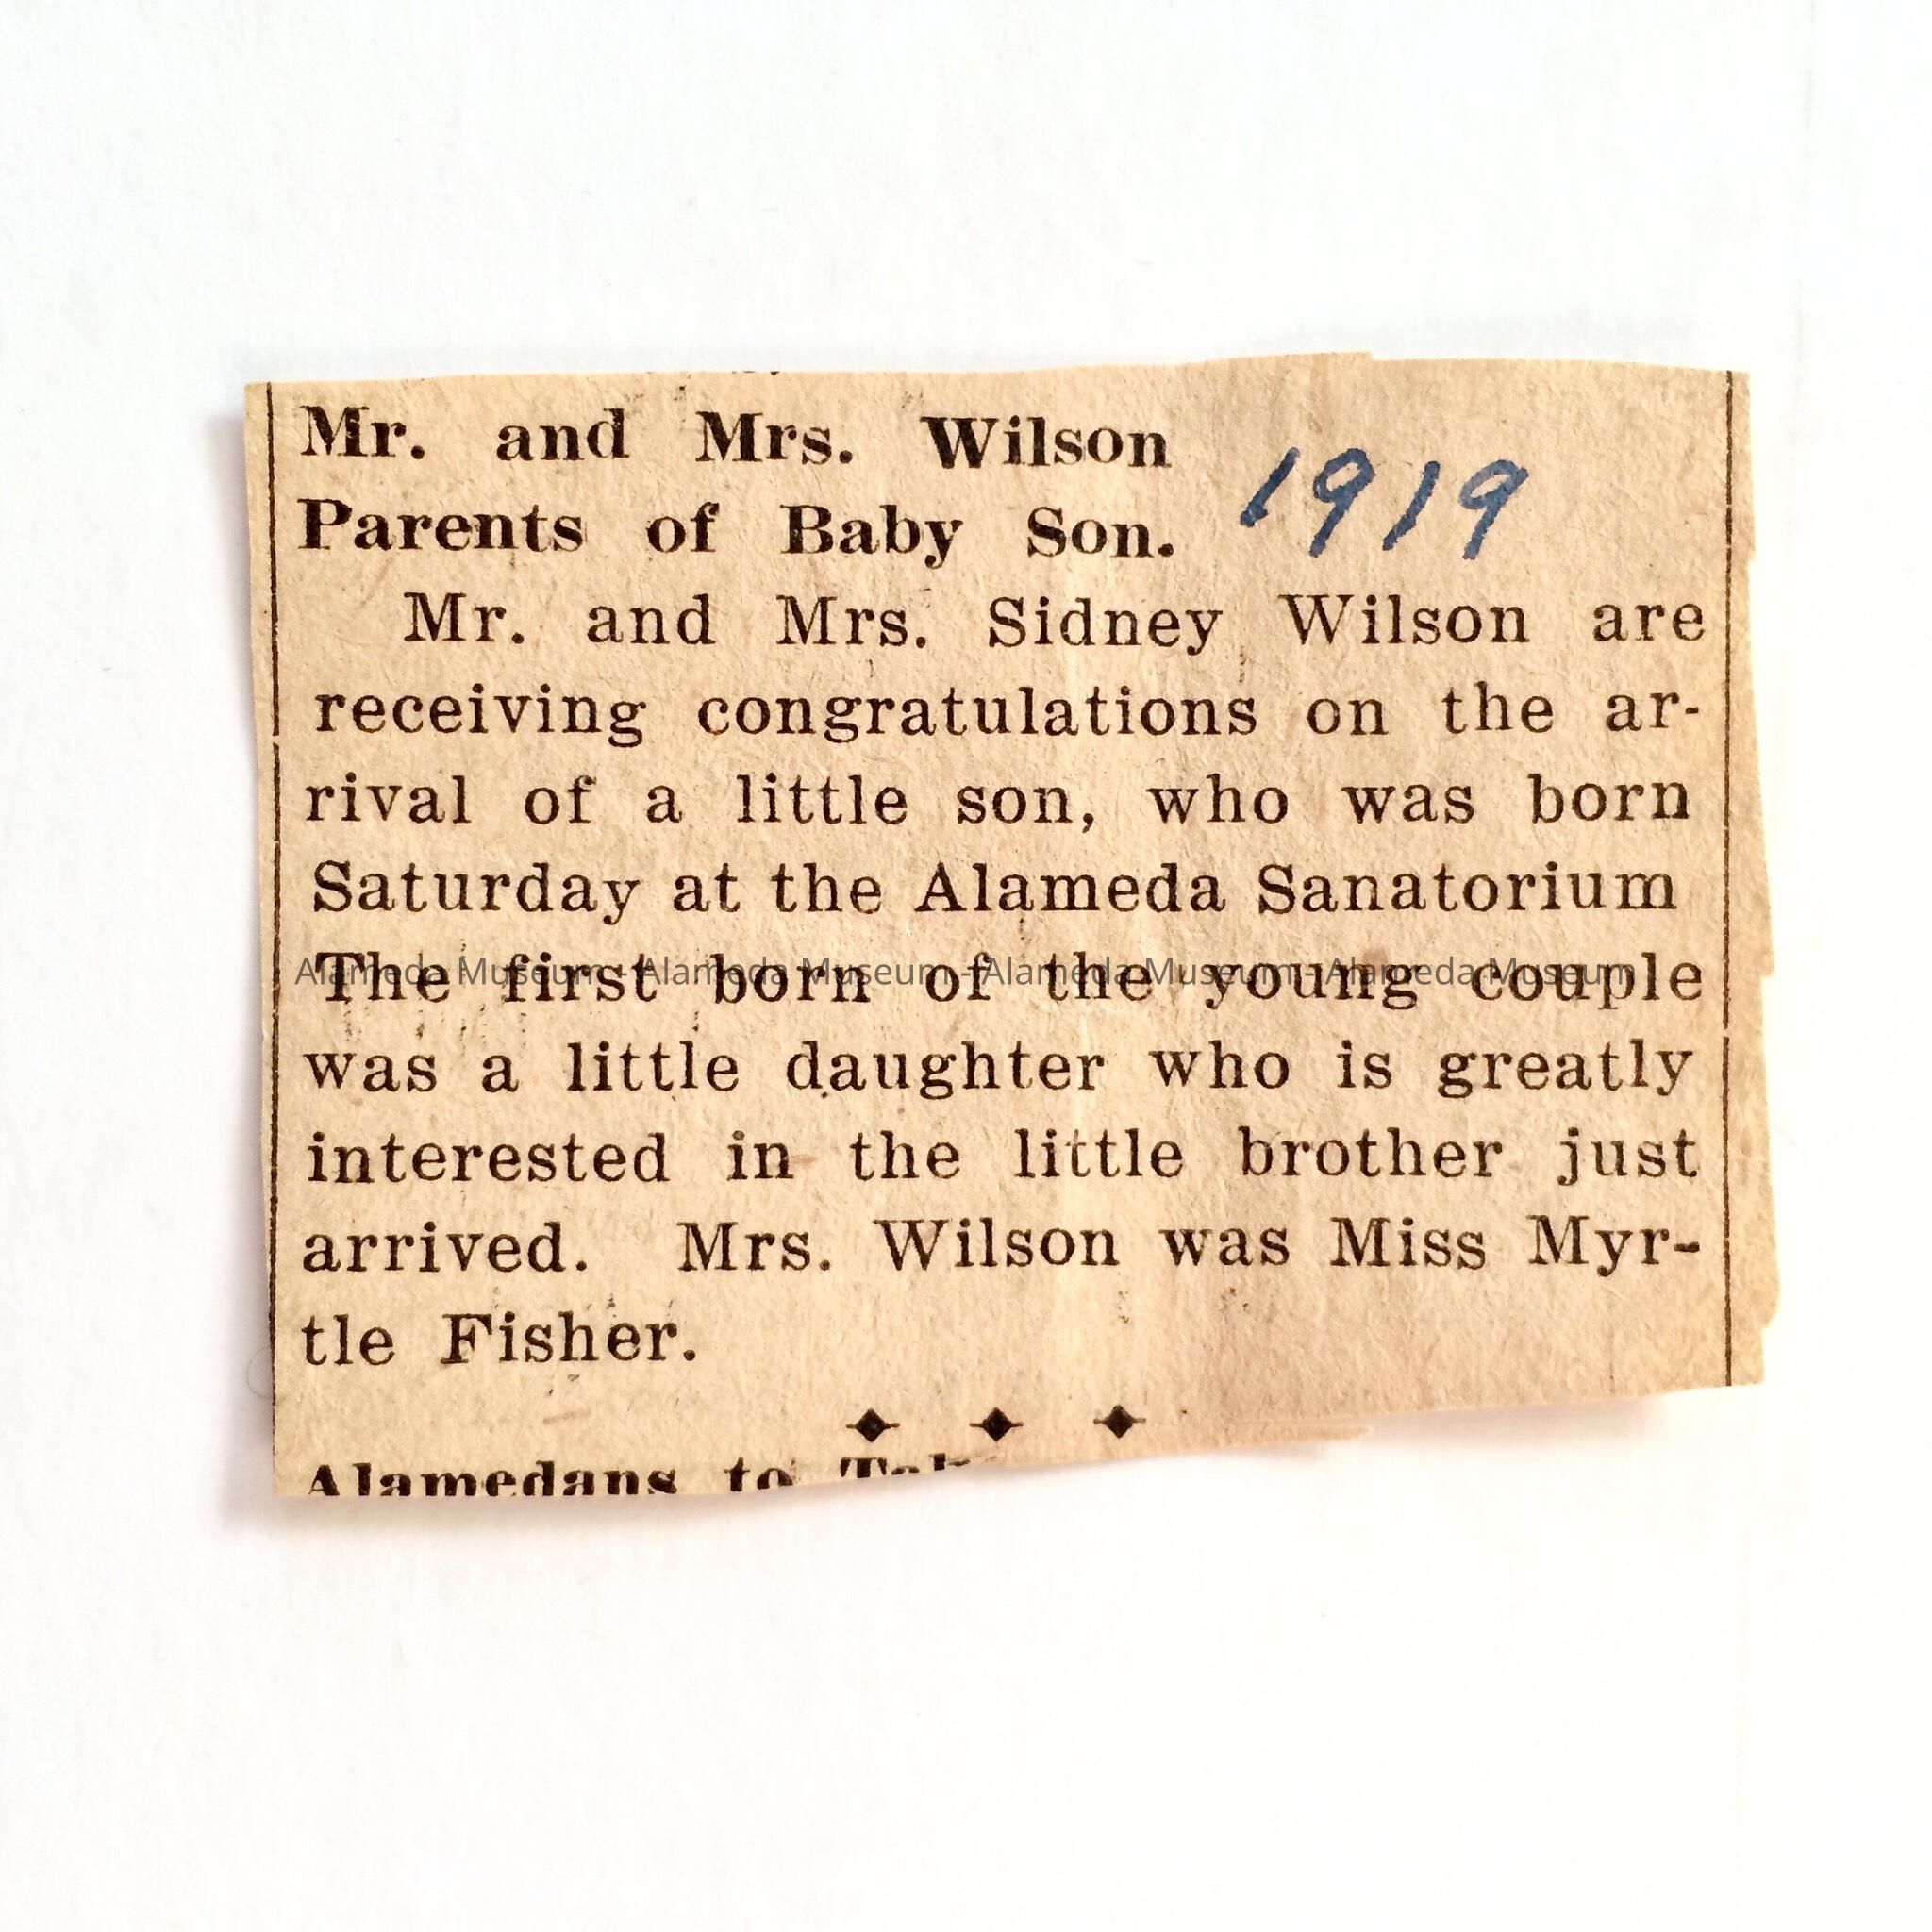 Mr. and Mrs. Wilson
Parents of Baby Son.
1919
Mr. and Mrs. Sidney Wilson are
receiving congratulations on the ar-
rival of a little son, who was born
Saturday at the Alameda Sanatorium
The first born of the young couple
Alameda Museum - Alameda Museum - Alameda Museum - Alameda Museum
was a little daughter who is greatly
interested in the little brother just
arrived. Mrs. Wilson was Miss Myr-
tle Fisher.
Alamedans to